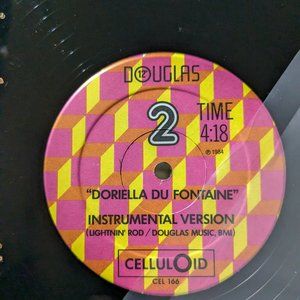 DOUGLAS
12"
2
TIME
4:18
℗ 1984
"DORIELLA DU FONTAINE"
INSTRUMENTAL VERSION
(LIGHTNIN' ROD / DOUGLAS MUSIC, BMI)
CELLULOID
CEL 166